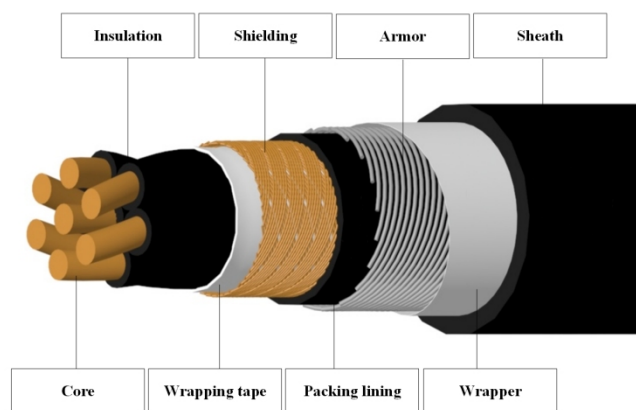 Insulation
Shielding
Armor
Sheath
Core
Wrapping tape
Packing lining
Wrapper